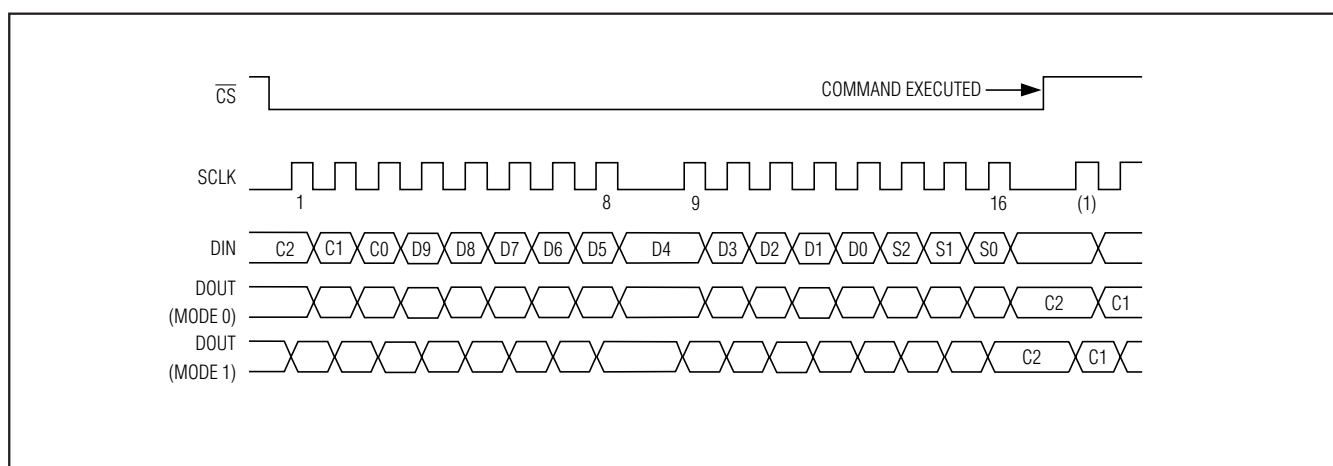 CS COMMAND EXECUTED
SCLK
1 8 9 16 (1)
DIN C2 C1 C0 D9 D8 D7 D6 D5 D4 D3 D2 D1 D0 S2 S1 S0
DOUT
(MODE 0) C2 C1
DOUT
(MODE 1) C2 C1